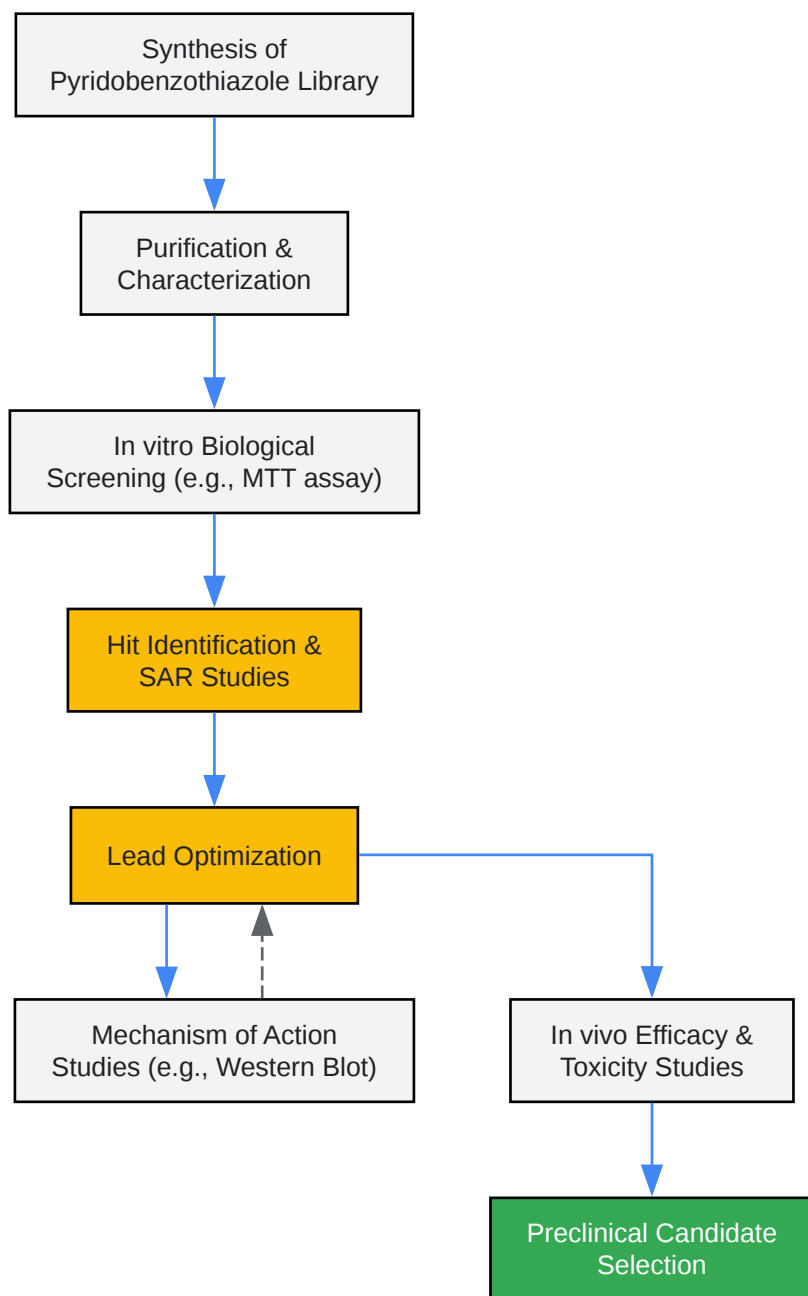 Synthesis of
Pyridobenzothiazole Library
Purification &
Characterization
In vitro Biological
Screening (e.g., MTT assay)
Hit Identification &
SAR Studies
Lead Optimization
Mechanism of Action
Studies (e.g., Western Blot)
In vivo Efficacy &
Toxicity Studies
Preclinical Candidate
Selection